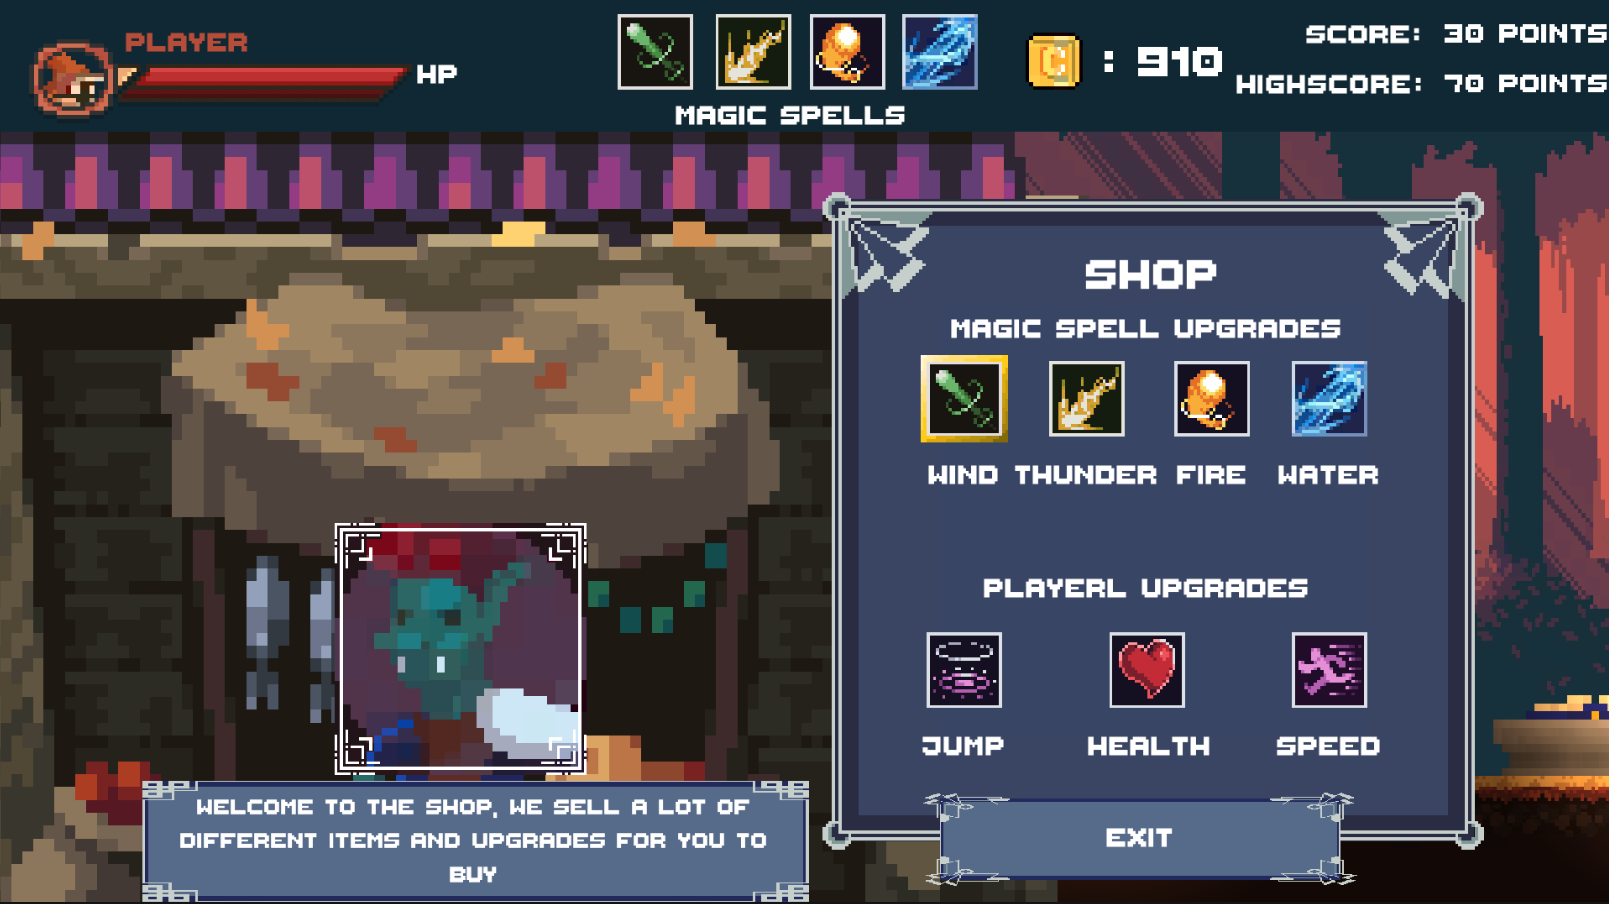 PLAYER
HP
MAGIC SPELLS
: 910
SCORE: 30 POINTS
HIGHSCORE: 70 POINTS
SHOP
MAGIC SPELL UPGRADES
WIND THUNDER FIRE WATER
PLAYERL UPGRADES
JUMP HEALTH SPEED
EXIT
WELCOME TO THE SHOP, WE SELL A LOT OF
DIFFERENT ITEMS AND UPGRADES FOR YOU TO
BUY